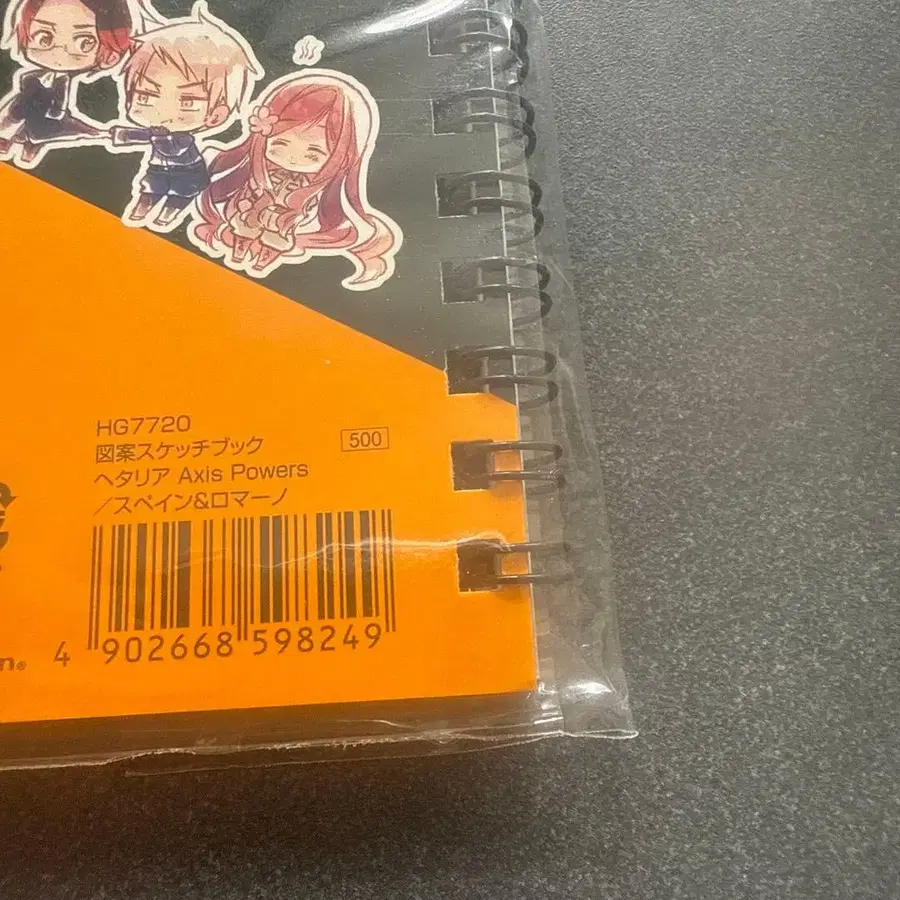 HG7720
図案スケッチブック
500
ヘタリア Axis Powers
／スペイン&ロマーノ
4 902668 598249